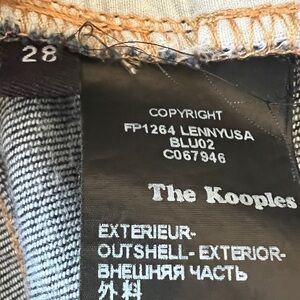 28
COPYRIGHT
FP1264 LENNYUSA
BLU02
C067946
The Kooples
EXTERIEUR-
OUTSHELL- EXTERIOR-
ВНЕШНЯЯ ЧАСТЬ
外料